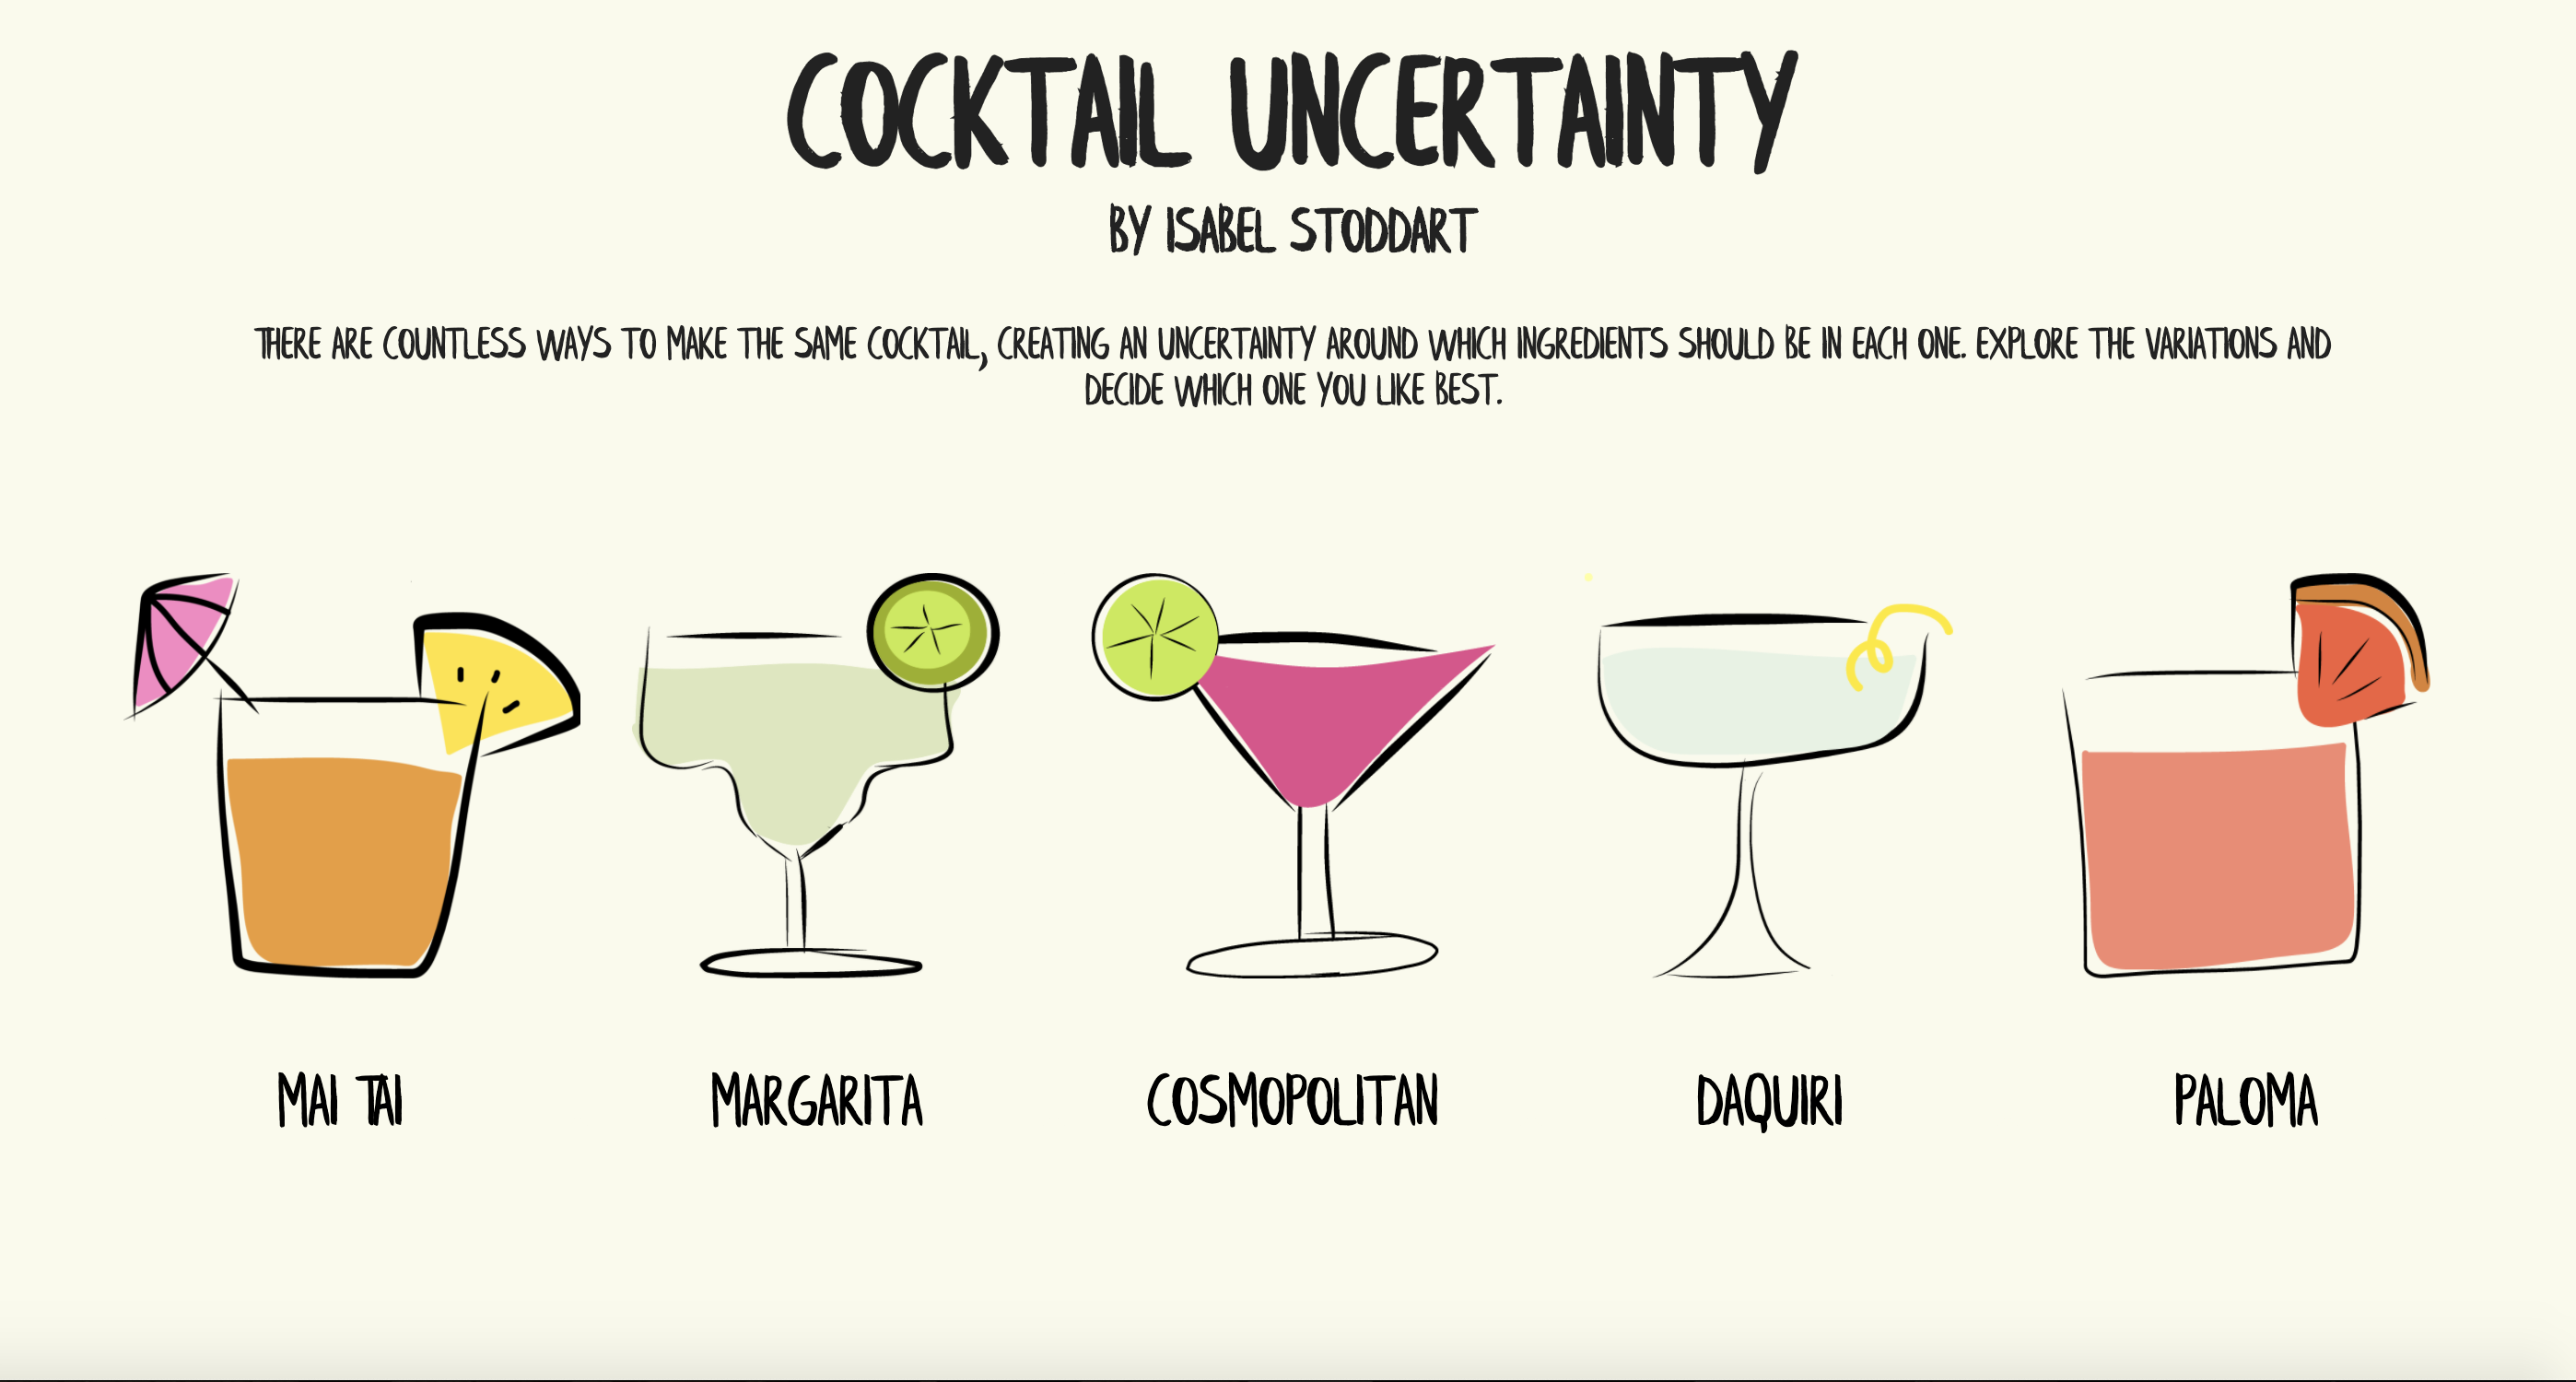 COCKTAIL UNCERTAINTY
BY ISABEL STODDART
THERE ARE COUNTLESS WAYS TO MAKE THE SAME COCKTAIL, CREATING AN UNCERTAINTY AROUND WHICH INGREDIENTS SHOULD BE IN EACH ONE. EXPLORE THE VARIATIONS AND
DECIDE WHICH ONE YOU LIKE BEST.
MAI TAI
MARGARITA
COSMOPOLITAN
DAQUIRI
PALOMA